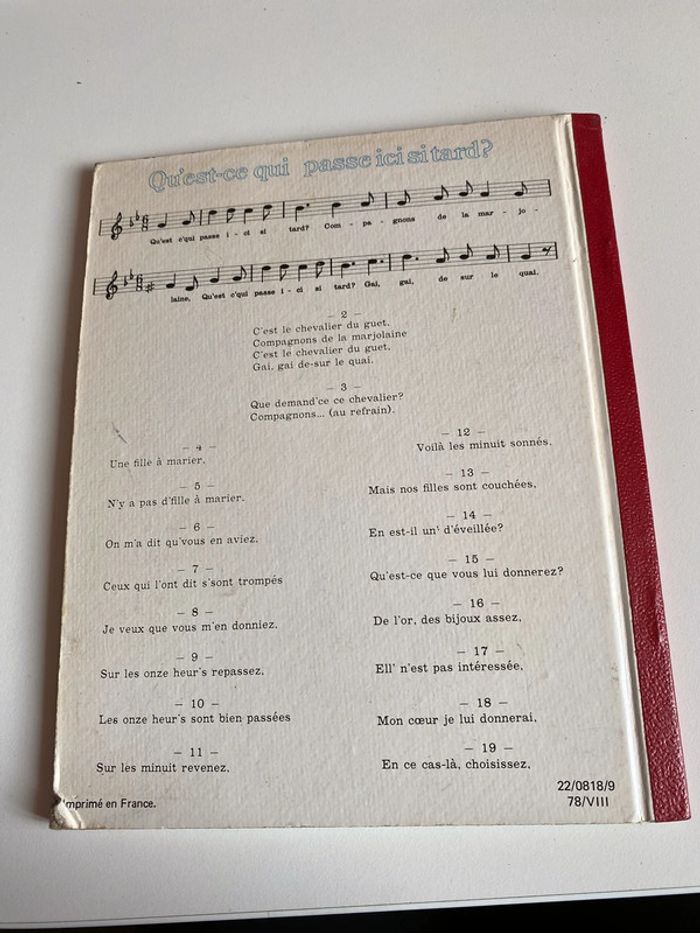 Qu'est-ce qui passe ici si tard?
Qu'est c'qui passe i - ci si tard? Com - pa - gnons de la mar - jo -
laine, Qu'est c'qui passe i - ci si tard? Gai, gai, de sur le quai.
– 2 –
C'est le chevalier du guet,
Compagnons de la marjolaine
C'est le chevalier du guet,
Gai, gai de-sur le quai.
– 3 –
Que demand'ce ce chevalier?
Compagnons... (au refrain).
– 4 –
Une fille à marier,
– 5 –
N'y a pas d'fille à marier.
– 6 –
On m'a dit qu'vous en aviez.
– 7 –
Ceux qui l'ont dit s'sont trompés
– 8 –
Je veux que vous m'en donniez.
– 9 –
Sur les onze heur's repassez,
– 10 –
Les onze heur's sont bien passées
– 11 –
Sur les minuit revenez,
– 12 –
Voilà les minuit sonnés.
– 13 –
Mais nos filles sont couchées,
– 14 –
En est-il un' d'éveillée?
– 15 –
Qu'est-ce que vous lui donnerez?
– 16 –
De l'or, des bijoux assez,
– 17 –
Ell' n'est pas intéressée,
– 18 –
Mon cœur je lui donnerai,
– 19 –
En ce cas-là, choisissez,
Imprimé en France.
22/0818/9
78/VIII